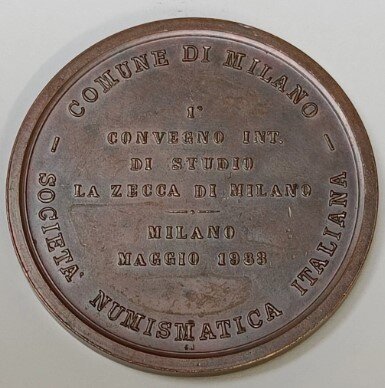 — COMUNE DI MILANO —
1°
CONVEGNO INT.
DI STUDIO
LA ZECCA DI MILANO
MILANO
MAGGIO 1983
SOCIETÀ NUMISMATICA ITALIANA